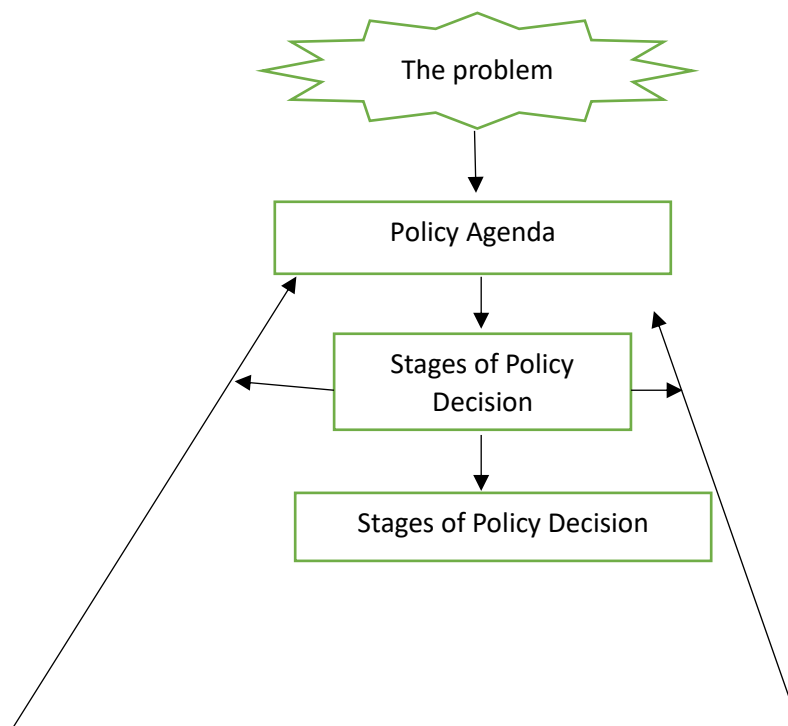 The problem
Policy Agenda
Stages of Policy
Decision
Stages of Policy Decision